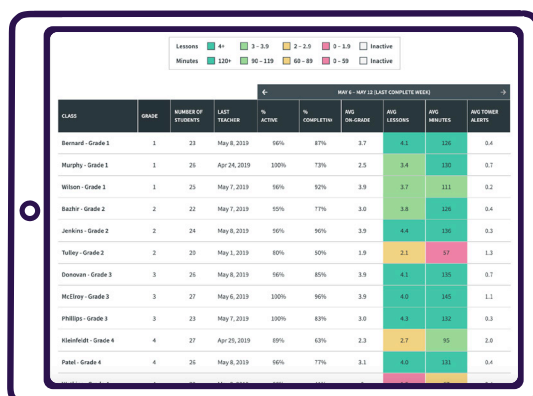 Lessons 4+ 3 – 3.9 2 – 2.9 0 – 1.9 Inactive
Minutes 120+ 90 – 119 60 – 89 0 – 59 Inactive
← MAY 6 – MAY 12 (LAST COMPLETE WEEK) →
CLASS GRADE NUMBER OF STUDENTS LAST TEACHER % ACTIVE % COMPLETING AVG ON-GRADE AVG LESSONS AVG MINUTES AVG TOWER ALERTS
Bernard - Grade 1 1 23 May 8, 2019 96% 87% 3.7 4.1 126 0.4
Murphy - Grade 1 1 26 Apr 24, 2019 100% 73% 2.5 3.4 130 0.7
Wilson - Grade 1 1 25 May 7, 2019 96% 92% 3.9 3.7 111 0.2
Bazhir - Grade 2 2 22 May 7, 2019 95% 77% 3.0 3.8 126 0.4
Jenkins - Grade 2 2 24 May 8, 2019 96% 96% 3.9 4.4 136 0.3
Tulley - Grade 2 2 20 May 1, 2019 80% 50% 1.9 2.1 57 1.3
Donovan - Grade 3 3 26 May 8, 2019 96% 85% 3.9 4.1 135 0.7
McElroy - Grade 3 3 27 May 6, 2019 100% 96% 3.9 4.0 145 1.1
Phillips - Grade 3 3 23 May 7, 2019 100% 83% 3.0 4.3 132 0.3
Kleinfeldt - Grade 4 4 27 Apr 29, 2019 89% 63% 2.3 2.7 95 2.0
Patel - Grade 4 4 26 May 8, 2019 96% 77% 3.1 4.0 131 0.4